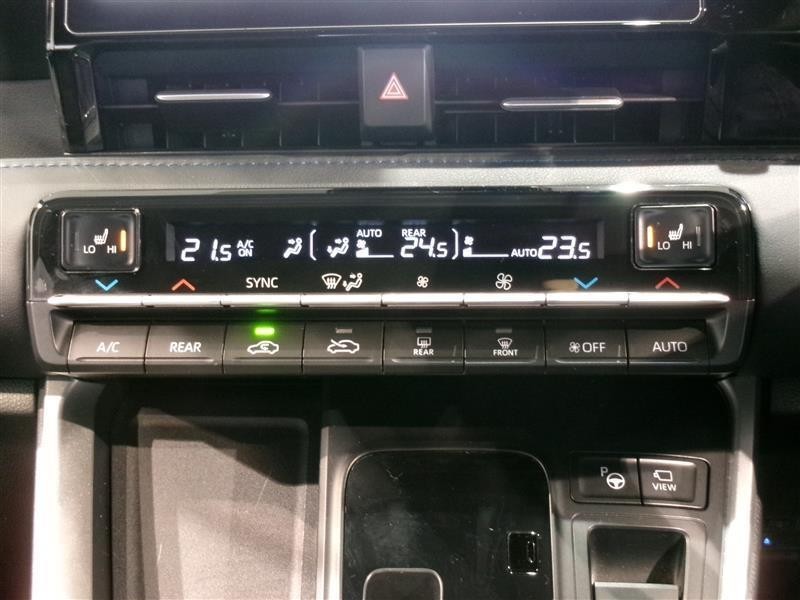 LO HI
21.5 A/C ON
AUTO REAR 24.5
AUTO 23.5
LO HI
SYNC
A/C
REAR
REAR
FRONT
OFF
AUTO
P
VIEW